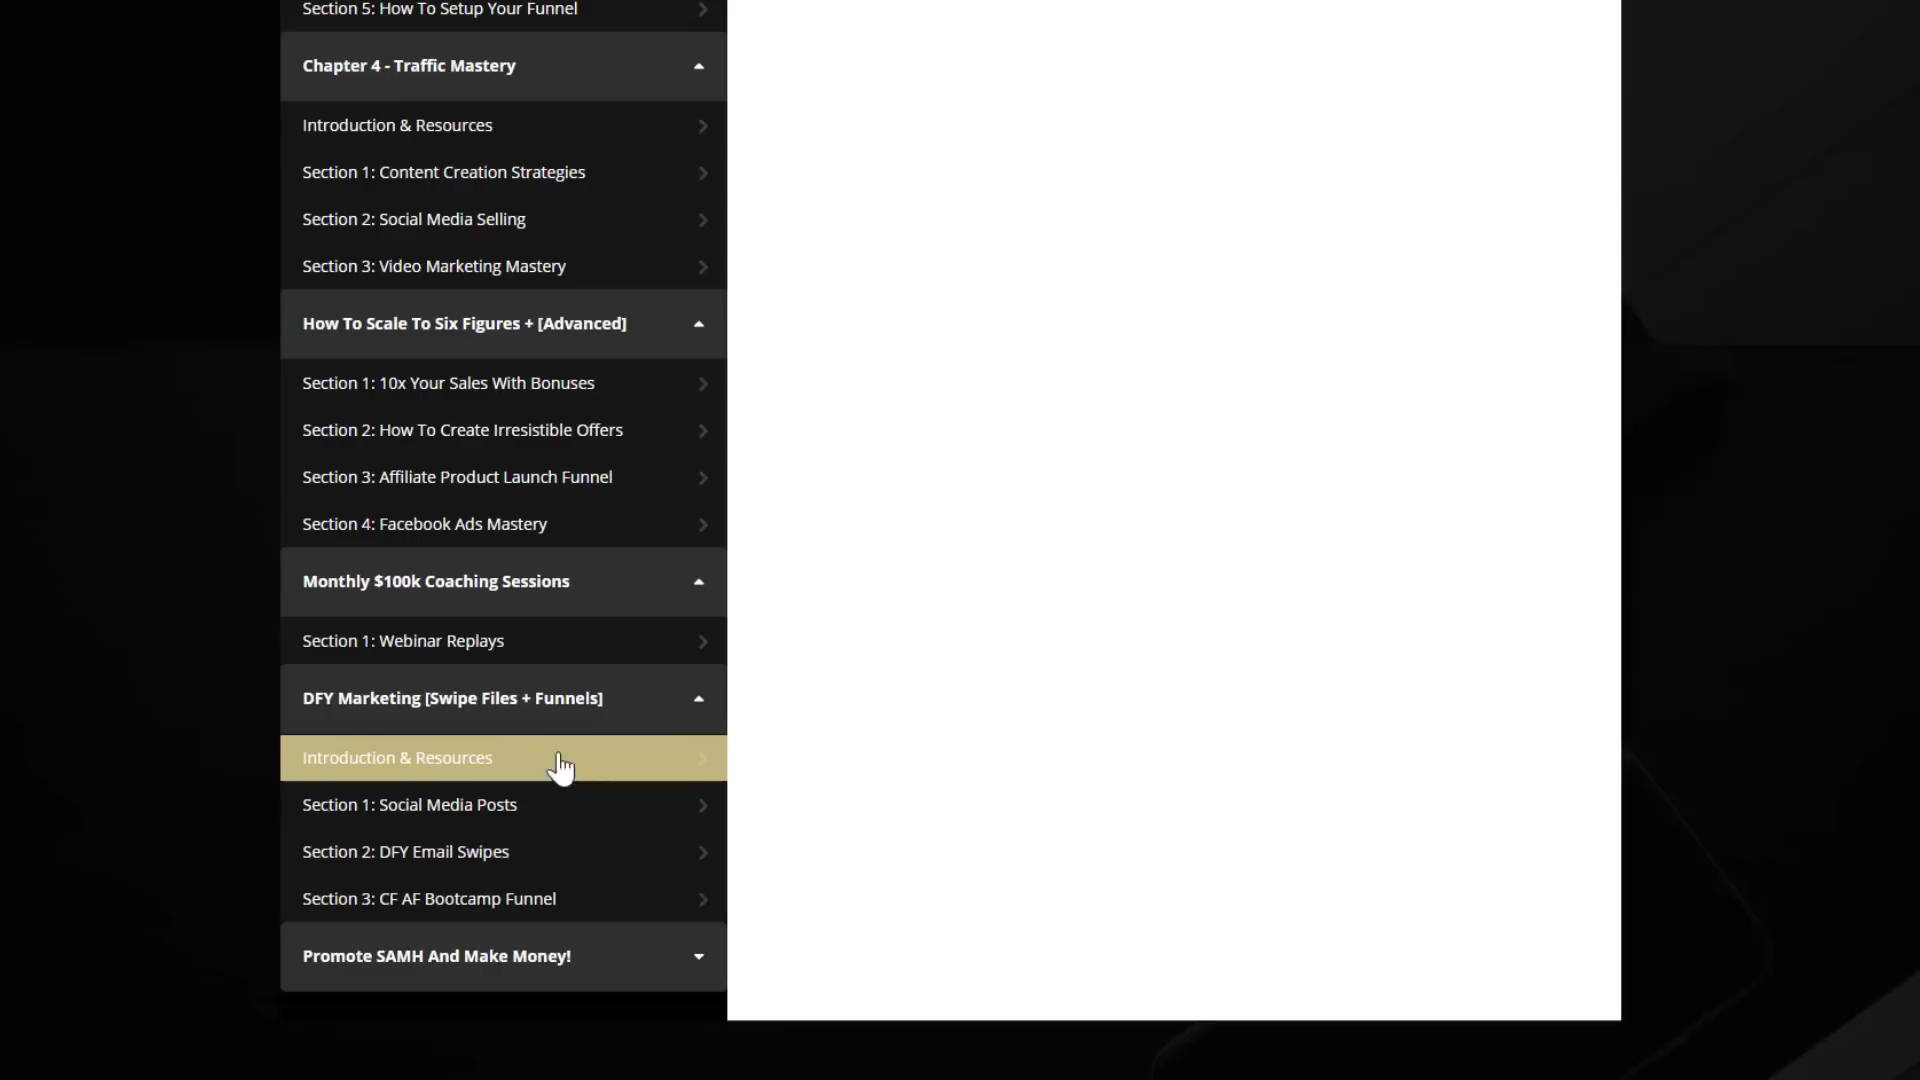 Section 5: How To Setup Your Funnel
Chapter 4 - Traffic Mastery
Introduction & Resources
Section 1: Content Creation Strategies
Section 2: Social Media Selling
Section 3: Video Marketing Mastery
How To Scale To Six Figures + [Advanced]
Section 1: 10x Your Sales With Bonuses
Section 2: How To Create Irresistible Offers
Section 3: Affiliate Product Launch Funnel
Section 4: Facebook Ads Mastery
Monthly $100k Coaching Sessions
Section 1: Webinar Replays
DFY Marketing [Swipe Files + Funnels]
Introduction & Resources
Section 1: Social Media Posts
Section 2: DFY Email Swipes
Section 3: CF AF Bootcamp Funnel
Promote SAMH And Make Money!